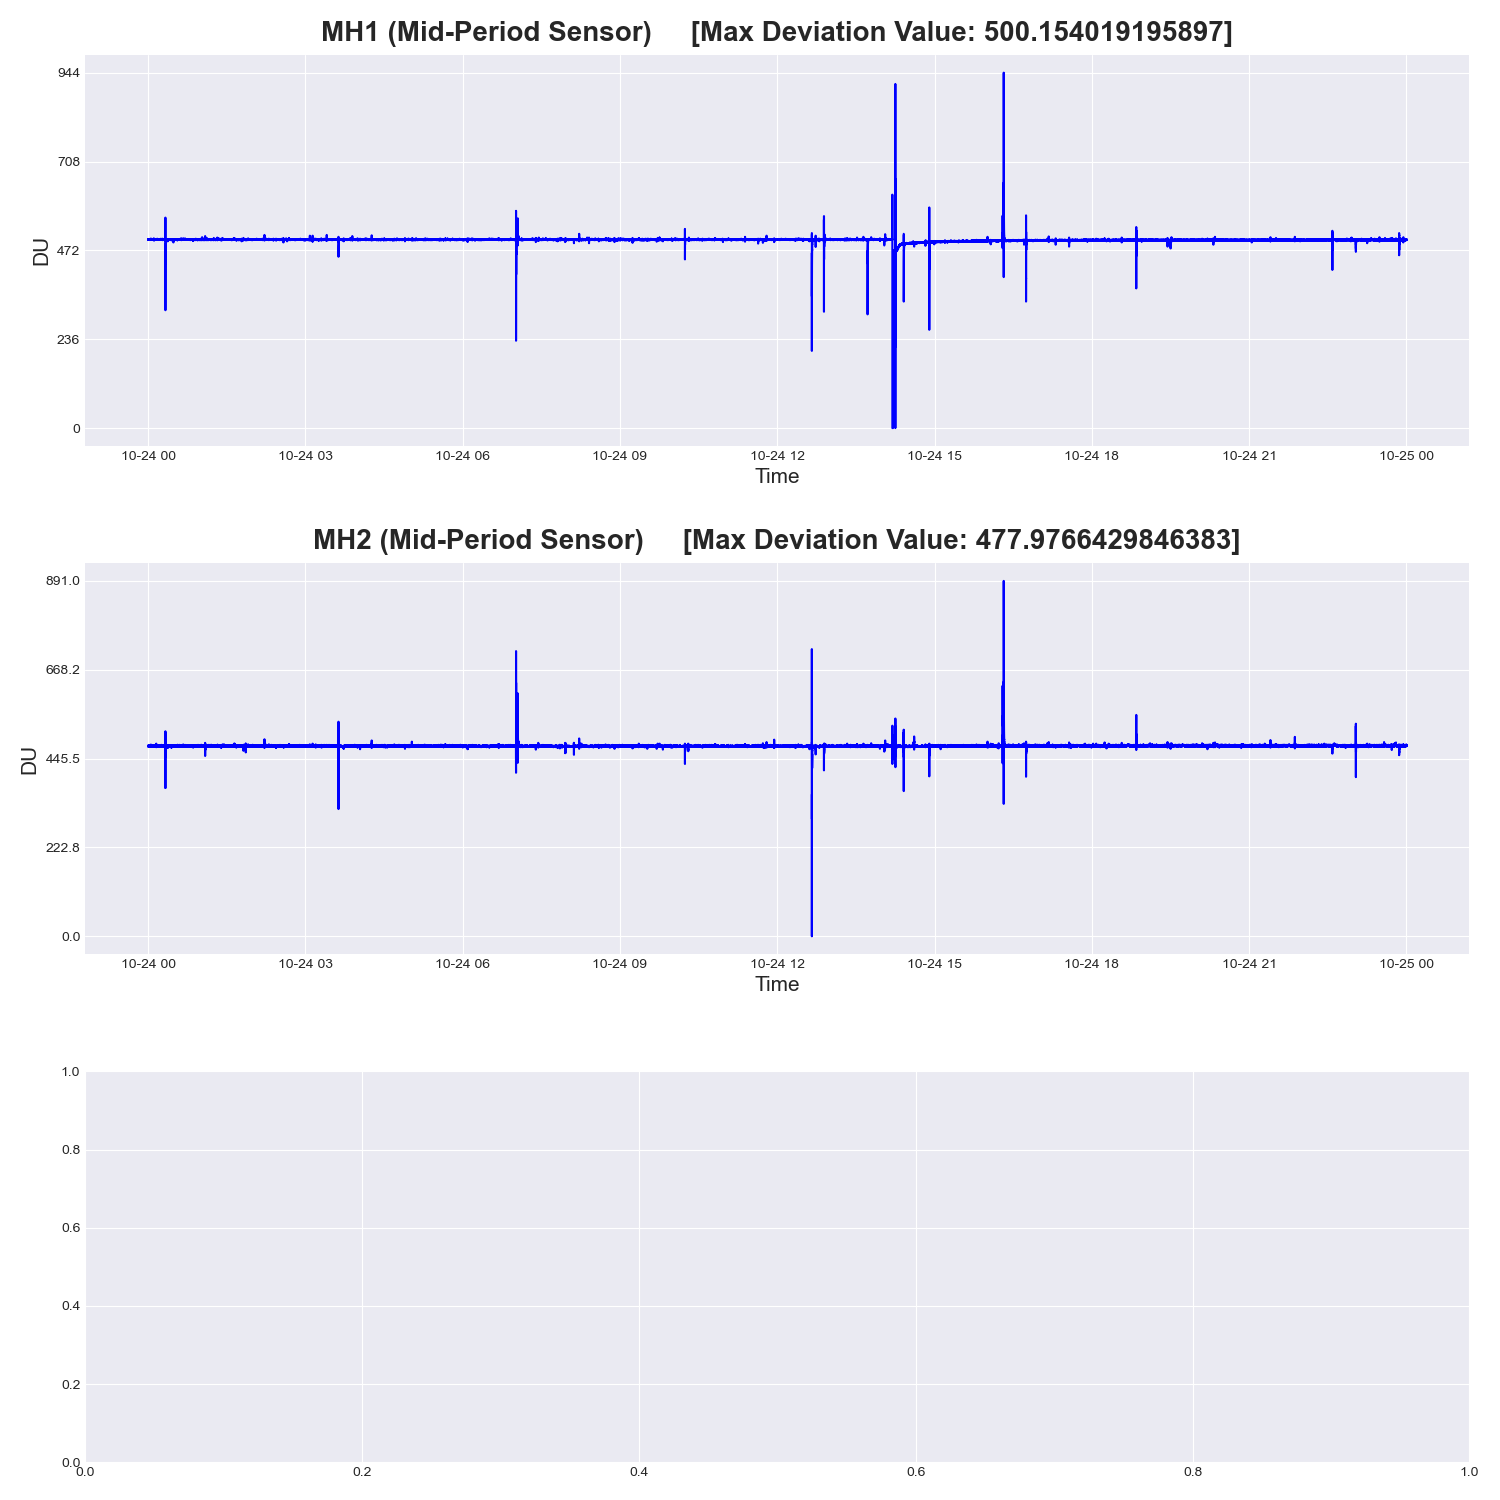 MH1 (Mid-Period Sensor) [Max Deviation Value: 500.154019195897]
944
708
472
236
0
DU
10-24 00 10-24 03 10-24 06 10-24 09 10-24 12 10-24 15 10-24 18 10-24 21 10-25 00
Time
MH2 (Mid-Period Sensor) [Max Deviation Value: 477.9766429846383]
891.0
668.2
445.5
222.8
0.0
DU
10-24 00 10-24 03 10-24 06 10-24 09 10-24 12 10-24 15 10-24 18 10-24 21 10-25 00
Time
1.0
0.8
0.6
0.4
0.2
0.0
0.0 0.2 0.4 0.6 0.8 1.0